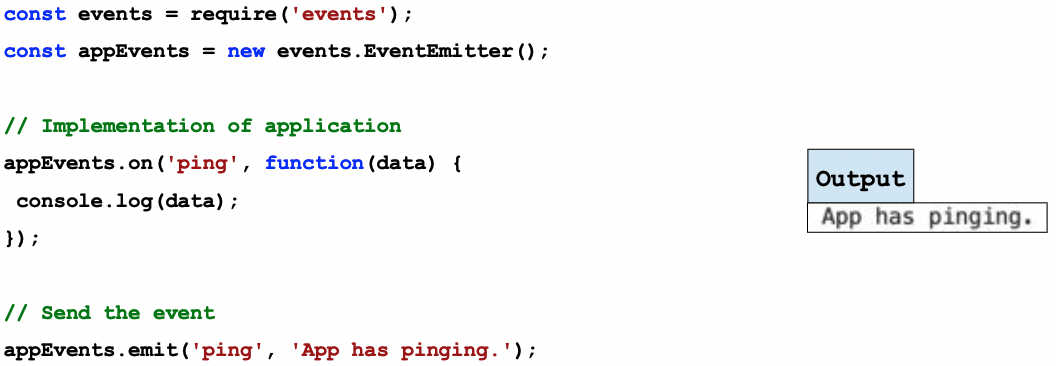 const events = require('events');
const appEvents = new events.EventEmitter();
// Implementation of application
appEvents.on('ping', function(data) {
 console.log(data);
});
// Send the event
appEvents.emit('ping', 'App has pinging.');
Output
App has pinging.